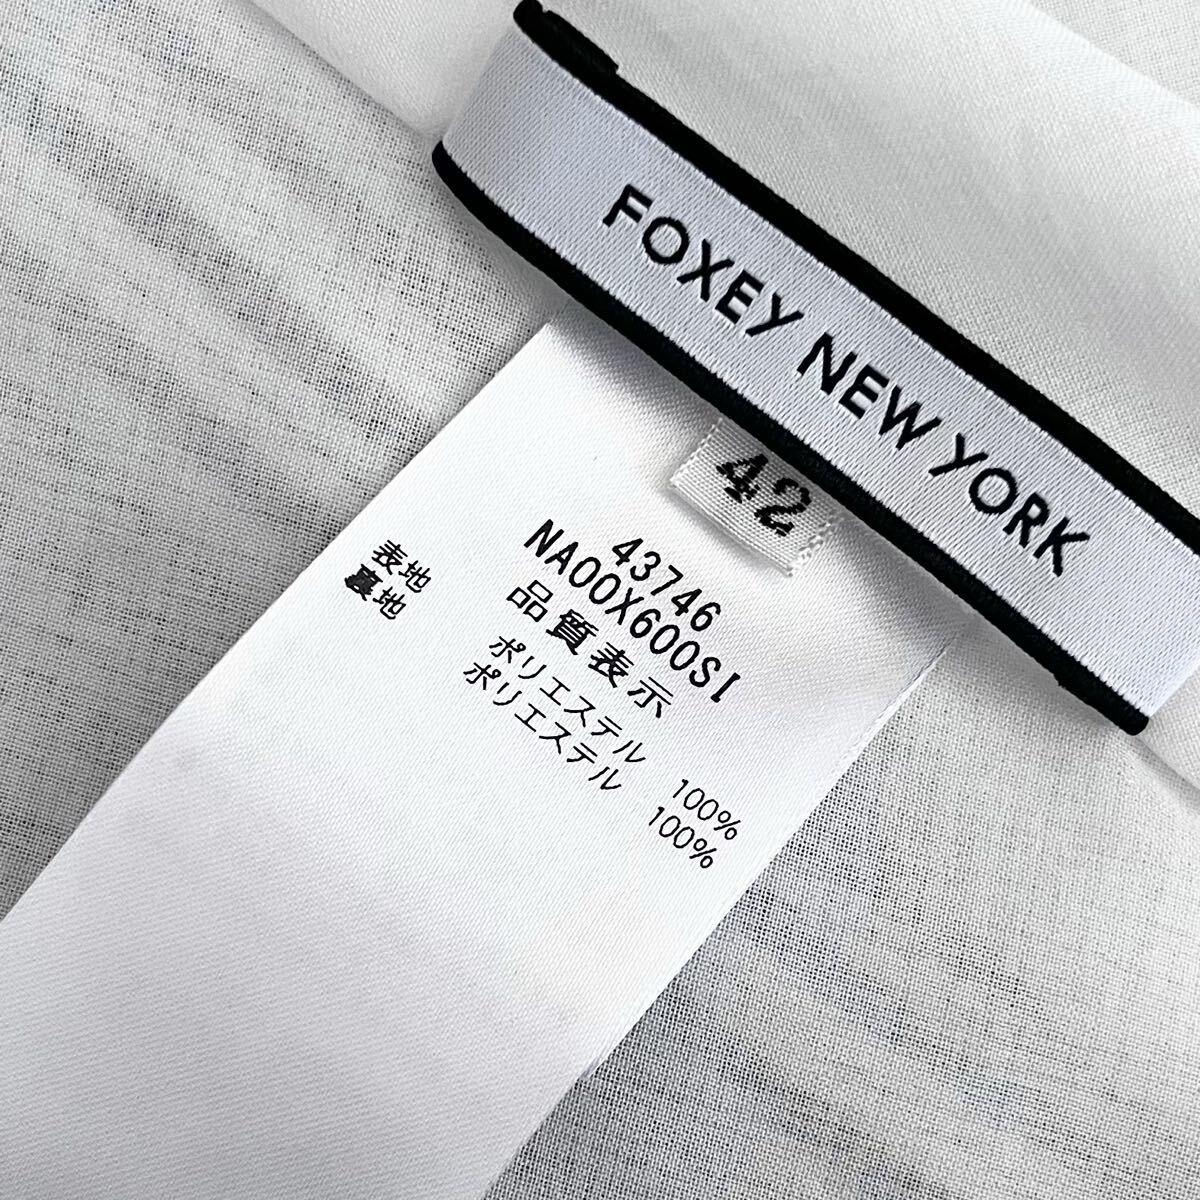 FOXEY NEW YORK
42
43746
NA00X600SI
品質表示
表地 ポリエステル 100%
裏地 ポリエステル 100%